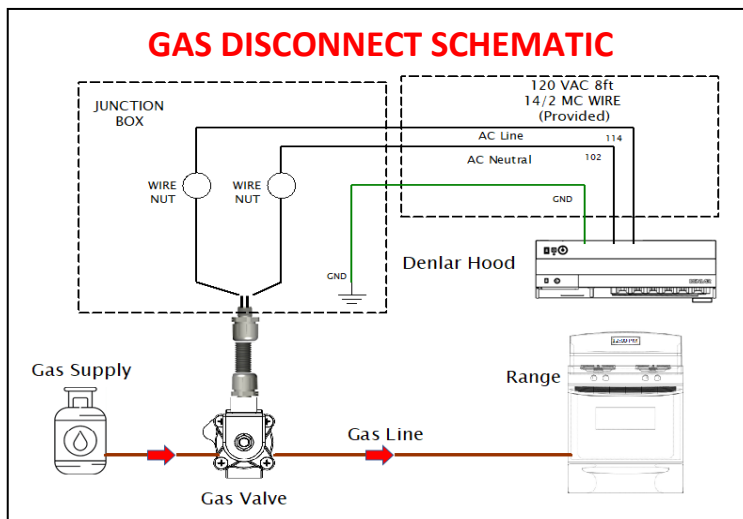 GAS DISCONNECT SCHEMATIC
JUNCTION
BOX
120 VAC 8ft
14/2 MC WIRE
(Provided)
AC Line
114
AC Neutral
102
WIRE
NUT
WIRE
NUT
GND
GND
Denlar Hood
Gas Supply
Range
Gas Line
Gas Valve